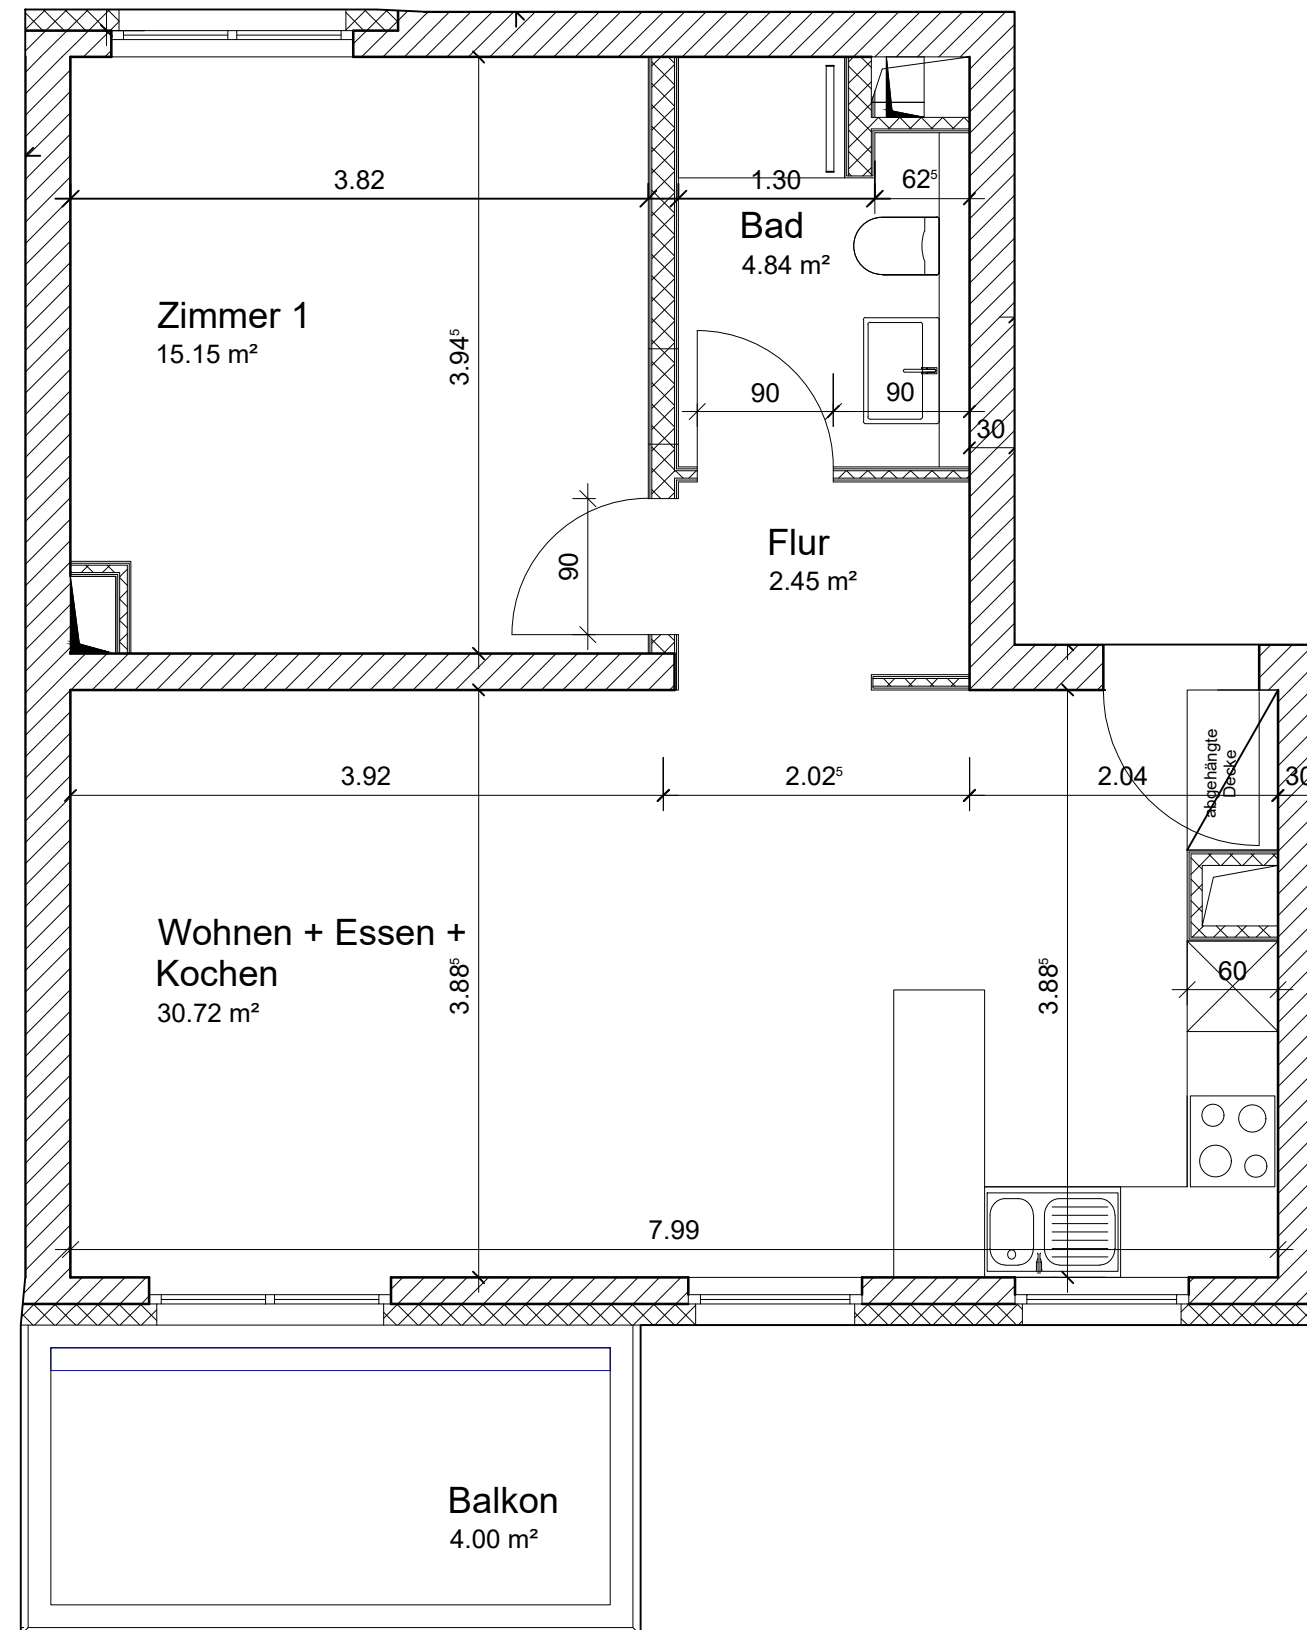 3.82
1.30
62⁵
Bad
4.84 m²
Zimmer 1
15.15 m²
3.94⁵
90
90
30
90
Flur
2.45 m²
3.92
2.02⁵
2.04
30
abgehängte
Decke
Wohnen + Essen +
Kochen
30.72 m²
3.88⁵
3.88⁵
60
7.99
Balkon
4.00 m²